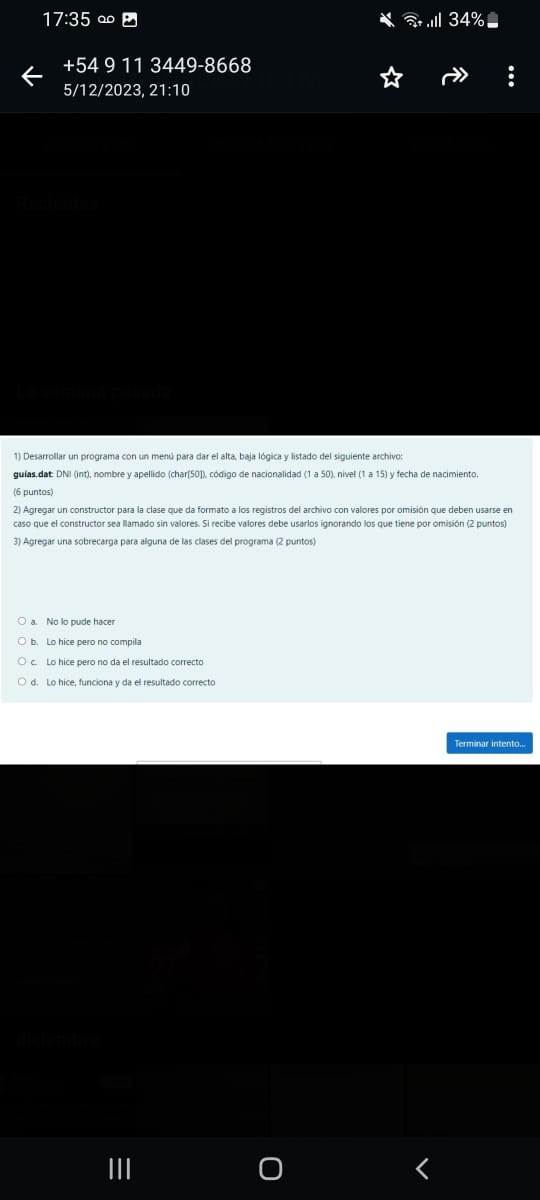 17:35
34%
+54 9 11 3449-8668
5/12/2023, 21:10
Recientes
La semana pasada
1) Desarrollar un programa con un menú para dar el alta, baja lógica y listado del siguiente archivo:
guías.dat: DNI (int), nombre y apellido (char[50]), código de nacionalidad (1 a 50), nivel (1 a 15) y fecha de nacimiento.
(6 puntos)
2) Agregar un constructor para la clase que da formato a los registros del archivo con valores por omisión que deben usarse en
caso que el constructor sea llamado sin valores. Si recibe valores debe usarlos ignorando los que tiene por omisión (2 puntos)
3) Agregar una sobrecarga para alguna de las clases del programa (2 puntos)
a. No lo pude hacer
b. Lo hice pero no compila
c. Lo hice pero no da el resultado correcto
d. Lo hice, funciona y da el resultado correcto
Terminar intento...
diciembre